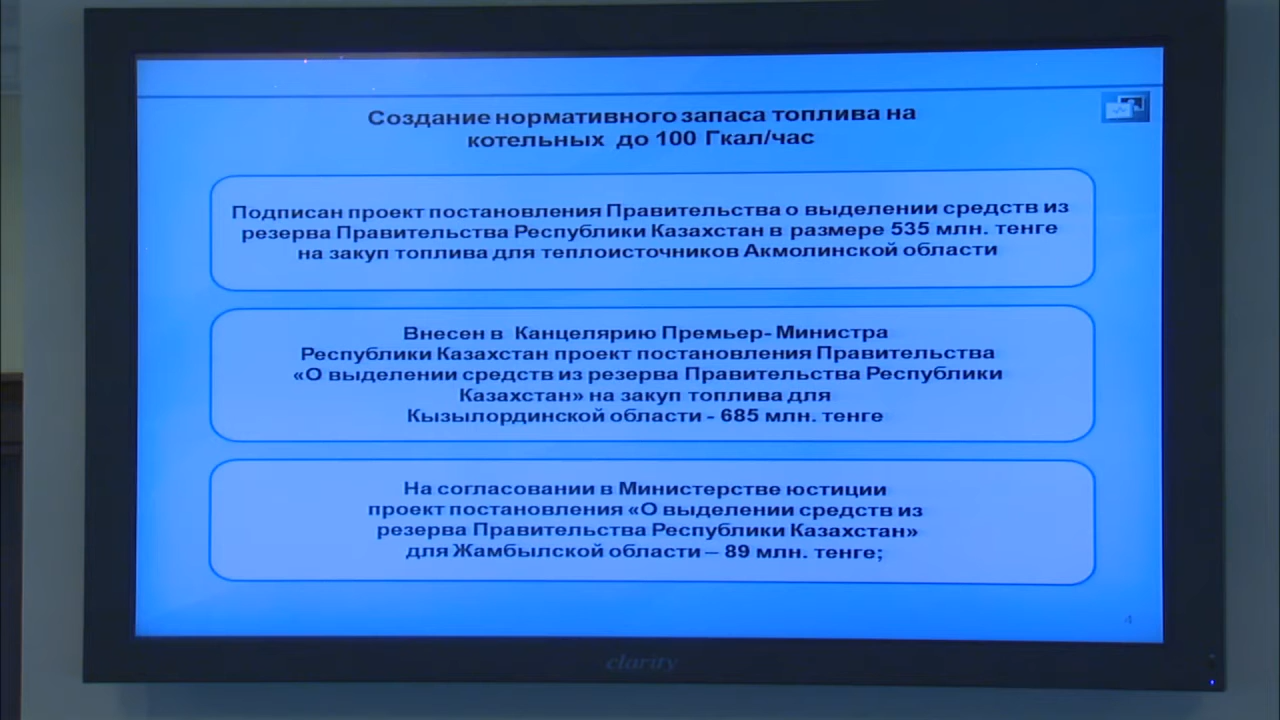 Создание нормативного запаса топлива на
котельных до 100 Гкал/час
Подписан проект постановления Правительства о выделении средств из
резерва Правительства Республики Казахстан в размере 535 млн. тенге
на закуп топлива для теплоисточников Акмолинской области
Внесен в Канцелярию Премьер- Министра
Республики Казахстан проект постановления Правительства
«О выделении средств из резерва Правительства Республики
Казахстан» на закуп топлива для
Кызылординской области - 685 млн. тенге
На согласовании в Министерстве юстиции
проект постановления «О выделении средств из
резерва Правительства Республики Казахстан»
для Жамбылской области – 89 млн. тенге;
4
clarity